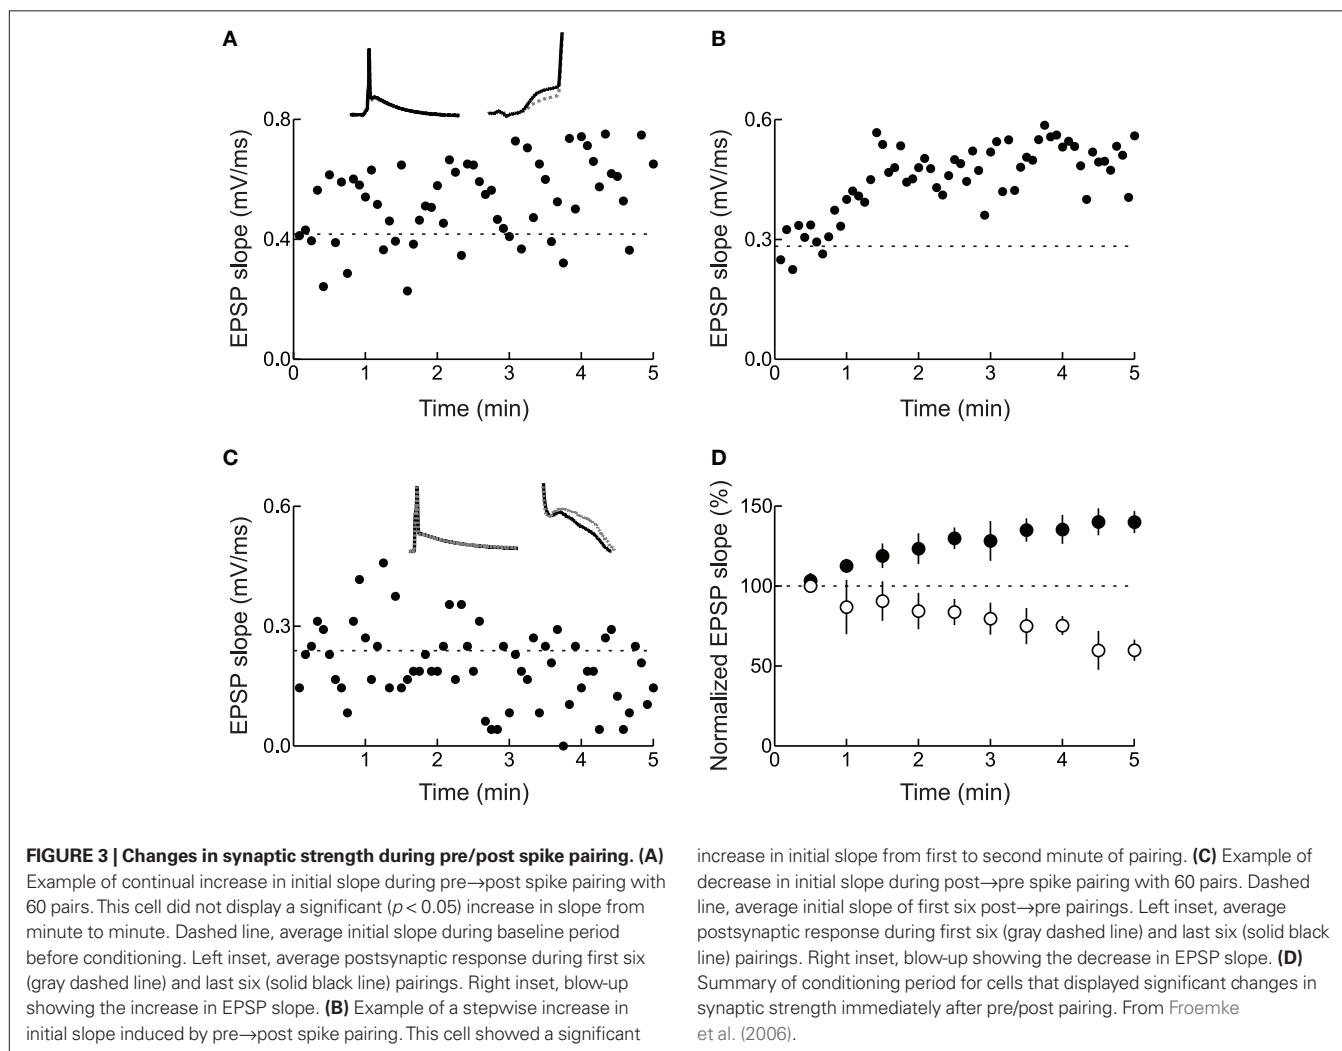 A
0.8
0.4
0.0
EPSP slope (mV/ms)
0 1 2 3 4 5
Time (min)
B
0.6
0.3
0.0
EPSP slope (mV/ms)
0 1 2 3 4 5
Time (min)
C
0.6
0.3
0.0
EPSP slope (mV/ms)
1 2 3 4 5
Time (min)
D
150
100
50
0
Normalized EPSP slope (%)
0 1 2 3 4 5
Time (min)
FIGURE 3 | Changes in synaptic strength during pre/post spike pairing. (A)
Example of continual increase in initial slope during pre→post spike pairing with
60 pairs. This cell did not display a significant (p < 0.05) increase in slope from
minute to minute. Dashed line, average initial slope during baseline period
before conditioning. Left inset, average postsynaptic response during first six
(gray dashed line) and last six (solid black line) pairings. Right inset, blow-up
showing the increase in EPSP slope. (B) Example of a stepwise increase in
initial slope induced by pre→post spike pairing. This cell showed a significant
increase in initial slope from first to second minute of pairing. (C) Example of
decrease in initial slope during post→pre spike pairing with 60 pairs. Dashed
line, average initial slope of first six post→pre pairings. Left inset, average
postsynaptic response during first six (gray dashed line) and last six (solid black
line) pairings. Right inset, blow-up showing the decrease in EPSP slope. (D)
Summary of conditioning period for cells that displayed significant changes in
synaptic strength immediately after pre/post pairing. From Froemke
et al. (2006).